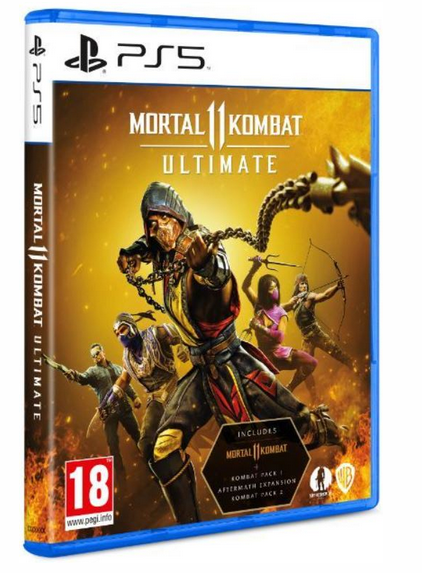 PS5
MORTAL 11 KOMBAT
ULTIMATE
INCLUDES
MORTAL 11 KOMBAT
+
KOMBAT PACK 1
AFTERMATH EXPANSION
KOMBAT PACK 2
18
www.pegi.info
WB
PS5
MORTAL 11 KOMBAT ULTIMATE